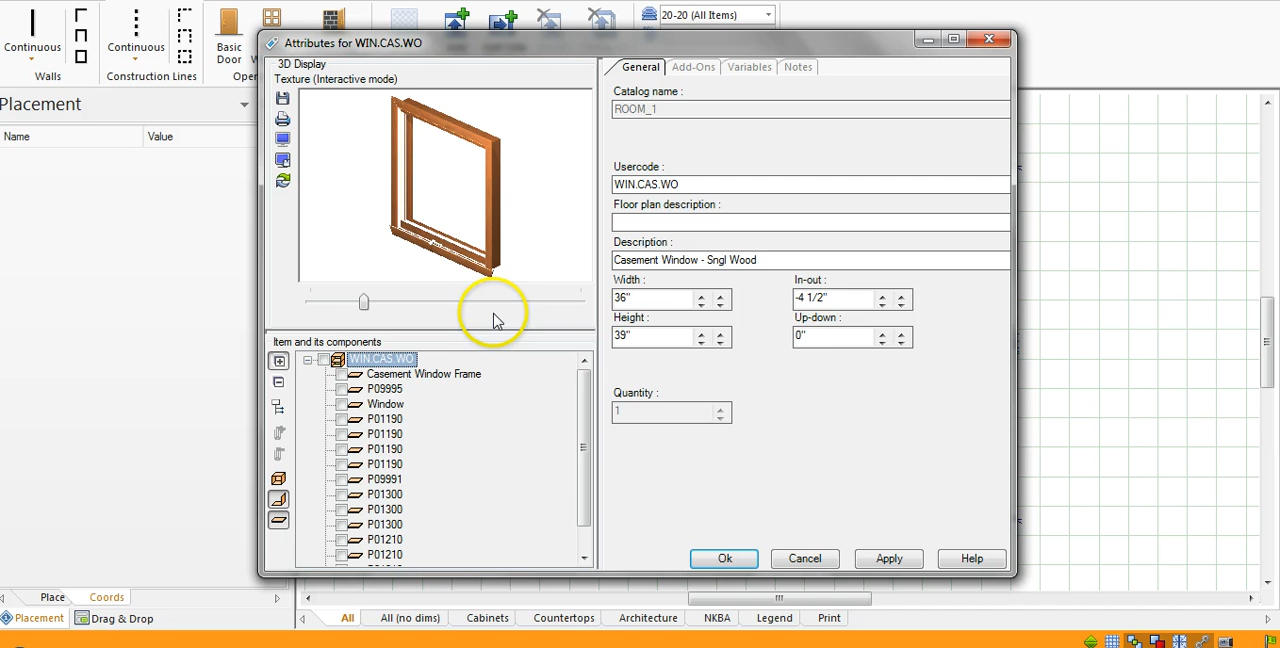 Continuous
Continuous
Basic
Door
20-20 (All Items)
Walls
Construction Lines
Placement
Name
Value
Attributes for WIN.CAS.WO
3D Display
Texture (Interactive mode)
General
Add-Ons
Variables
Notes
Catalog name :
ROOM_1
Usercode :
WIN.CAS.WO
Floor plan description :
Description :
Casement Window - Sngl Wood
Width :
In-out :
36"
-4 1/2"
Height :
Up-down :
39"
0"
Quantity :
1
Item and its components
WIN.CAS.WO
Casement Window Frame
P09995
Window
P01190
P01190
P01190
P01190
P09991
P01300
P01300
P01300
P01210
P01210
Ok
Cancel
Apply
Help
Place
Coords
Placement
Drag & Drop
All
All (no dims)
Cabinets
Countertops
Architecture
NKBA
Legend
Print